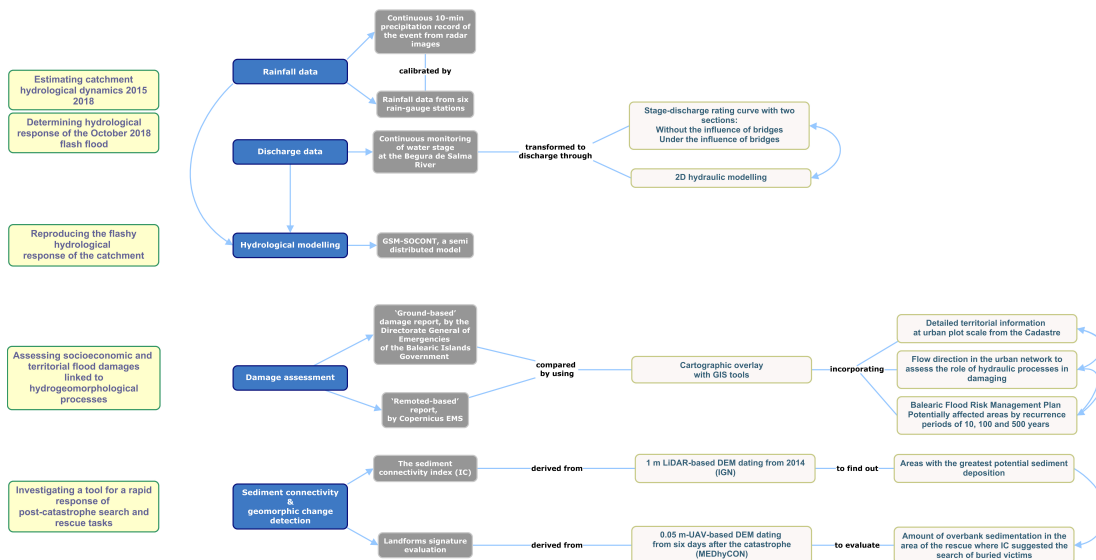 Estimating catchment
hydrological dynamics 2015
2018
Determining hydrological
response of the October 2018
flash flood
Rainfall data
Continuous 10-min
precipitation record of
the event from radar
images
calibrated by
Rainfall data from six
rain-gauge stations
Discharge data
Continuous monitoring
of water stage
at the Begura de Salma
River
transformed to
discharge through
Stage-discharge rating curve with two
sections:
Without the influence of bridges
Under the influence of bridges
2D hydraulic modelling
Reproducing the flashy
hydrological
response of the catchment
Hydrological modelling
GSM-SOCONT, a semi
distributed model
Assessing socioeconomic and
territorial flood damages
linked to
hydrogeomorphological
processes
Damage assessment
‘Ground-based’
damage report, by the
Directorate General of
Emergencies
of the Balearic Islands
Government
'Remoted-based'
report,
by Copernicus EMS
compared
by using
Cartographic overlay
with GIS tools
incorporating
Detailed territorial information
at urban plot scale from the Cadastre
Flow direction in the urban network to
assess the role of hydraulic processes in
damaging
Balearic Flood Risk Management Plan
Potentially affected areas by recurrence
periods of 10, 100 and 500 years
Investigating a tool for a rapid
response of
post-catastrophe search and
rescue tasks
Sediment connectivity
&
geomorphic change
detection
The sediment
connectivity index (IC)
derived from
1 m LiDAR-based DEM dating from 2014
(IGN)
to find out
Areas with the greatest potential sediment
deposition
Landforms signature
evaluation
derived from
0.05 m-UAV-based DEM dating
from six days after the catastrophe
(MEDhyCON)
to evaluate
Amount of overbank sedimentation in the
area of the rescue where IC suggested the
search of buried victims